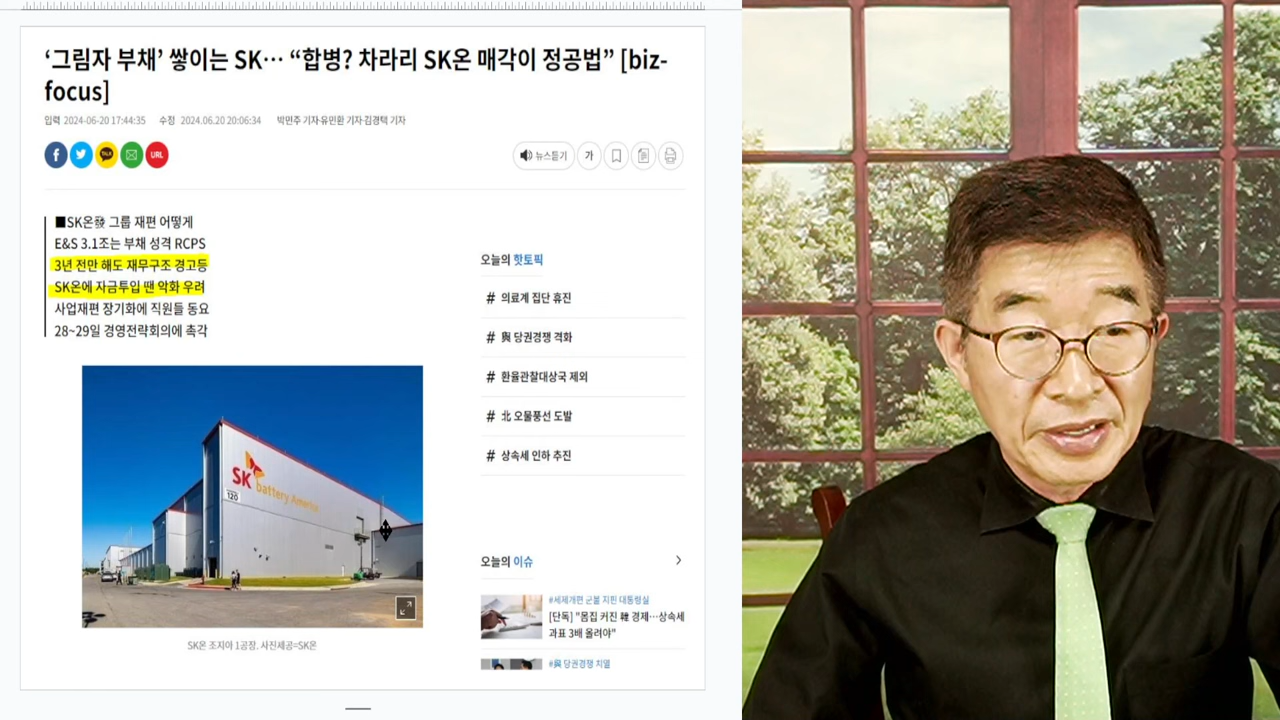 ‘그림자 부채’ 쌓이는 SK… “합병? 차라리 SK온 매각이 정공법” [biz-
focus]
입력 2024-06-20 17:44:35 수정 2024.06.20 20:06:34 박민주 기자·유민환 기자·김경택 기자
TALK
URL
뉴스듣기
가
■SK온發 그룹 재편 어떻게
E&S 3.1조는 부채 성격 RCPS
3년 전만 해도 재무구조 경고등
SK온에 자금투입 땐 악화 우려
사업재편 장기화에 직원들 동요
28~29일 경영전략회의에 촉각
오늘의 핫토픽
# 의료계 집단 휴진
# 與 당권경쟁 격화
# 환율관찰대상국 제외
# 北 오물풍선 도발
# 상속세 인하 추진
SK
battery America
120
SK온 조지아 1공장. 사진제공=SK온
오늘의 이슈
#세제개편 군불 지핀 대통령실
[단독] "몸집 커진 韓 경제…상속세
과표 3배 올려야"
#與 당권경쟁 치열